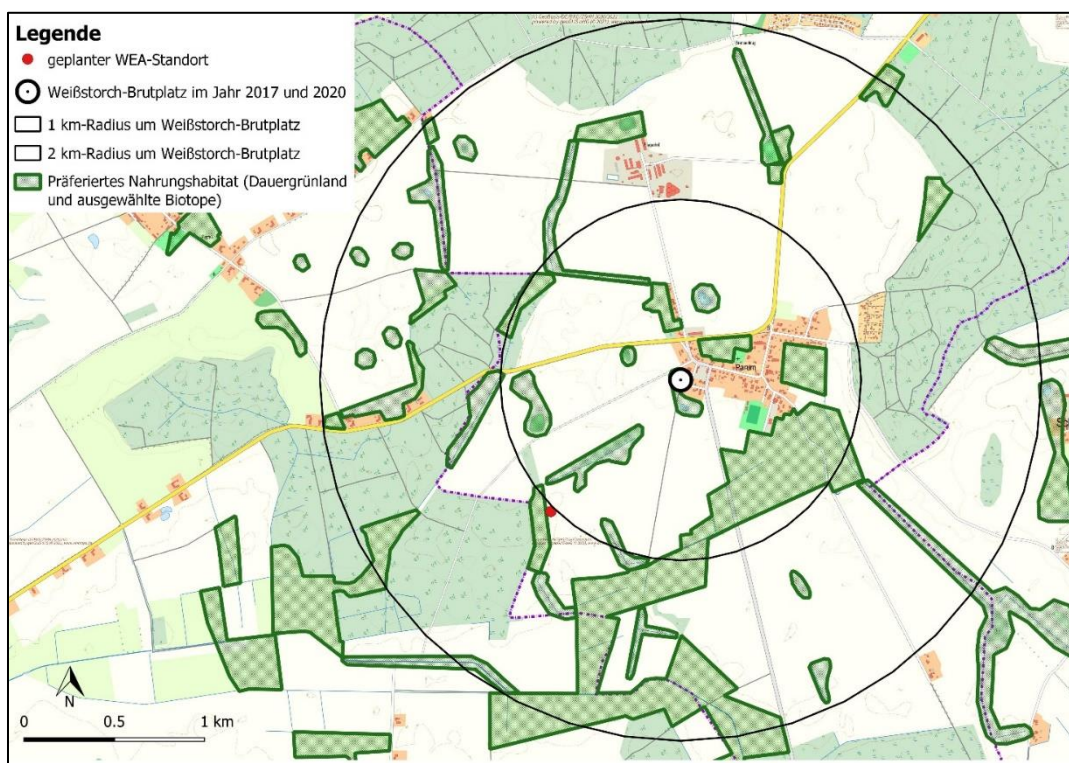 Legende
geplanter WEA-Standort
Weißstorch-Brutplatz im Jahr 2017 und 2020
1 km-Radius um Weißstorch-Brutplatz
2 km-Radius um Weißstorch-Brutplatz
Präferiertes Nahrungshabitat (Dauergrünland
und ausgewählte Biotope)
Parum
N
0 0.5 1 km